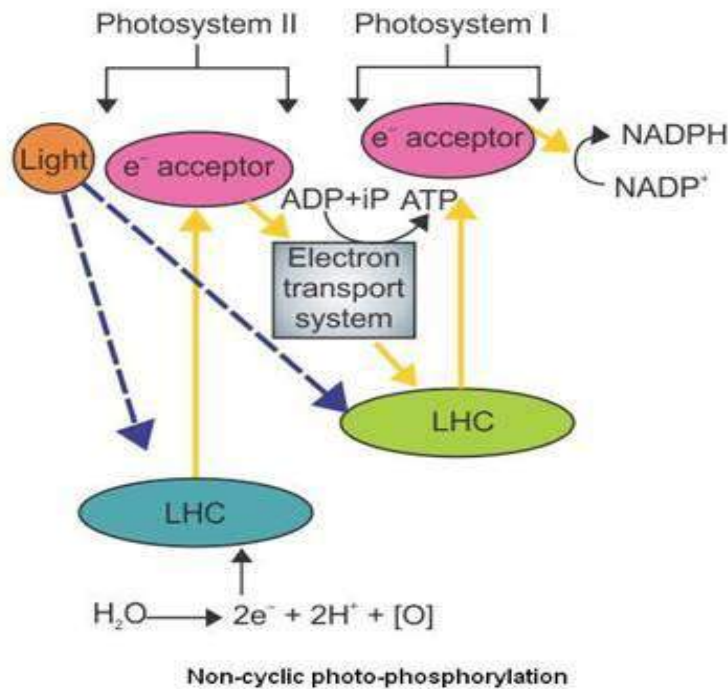 Photosystem II
Photosystem I
Light
e⁻ acceptor
e⁻ acceptor
NADPH
NADP⁺
ADP+iP ATP
Electron
transport
system
LHC
LHC
H₂O → 2e⁻ + 2H⁺ + [O]
Non-cyclic photo-phosphorylation